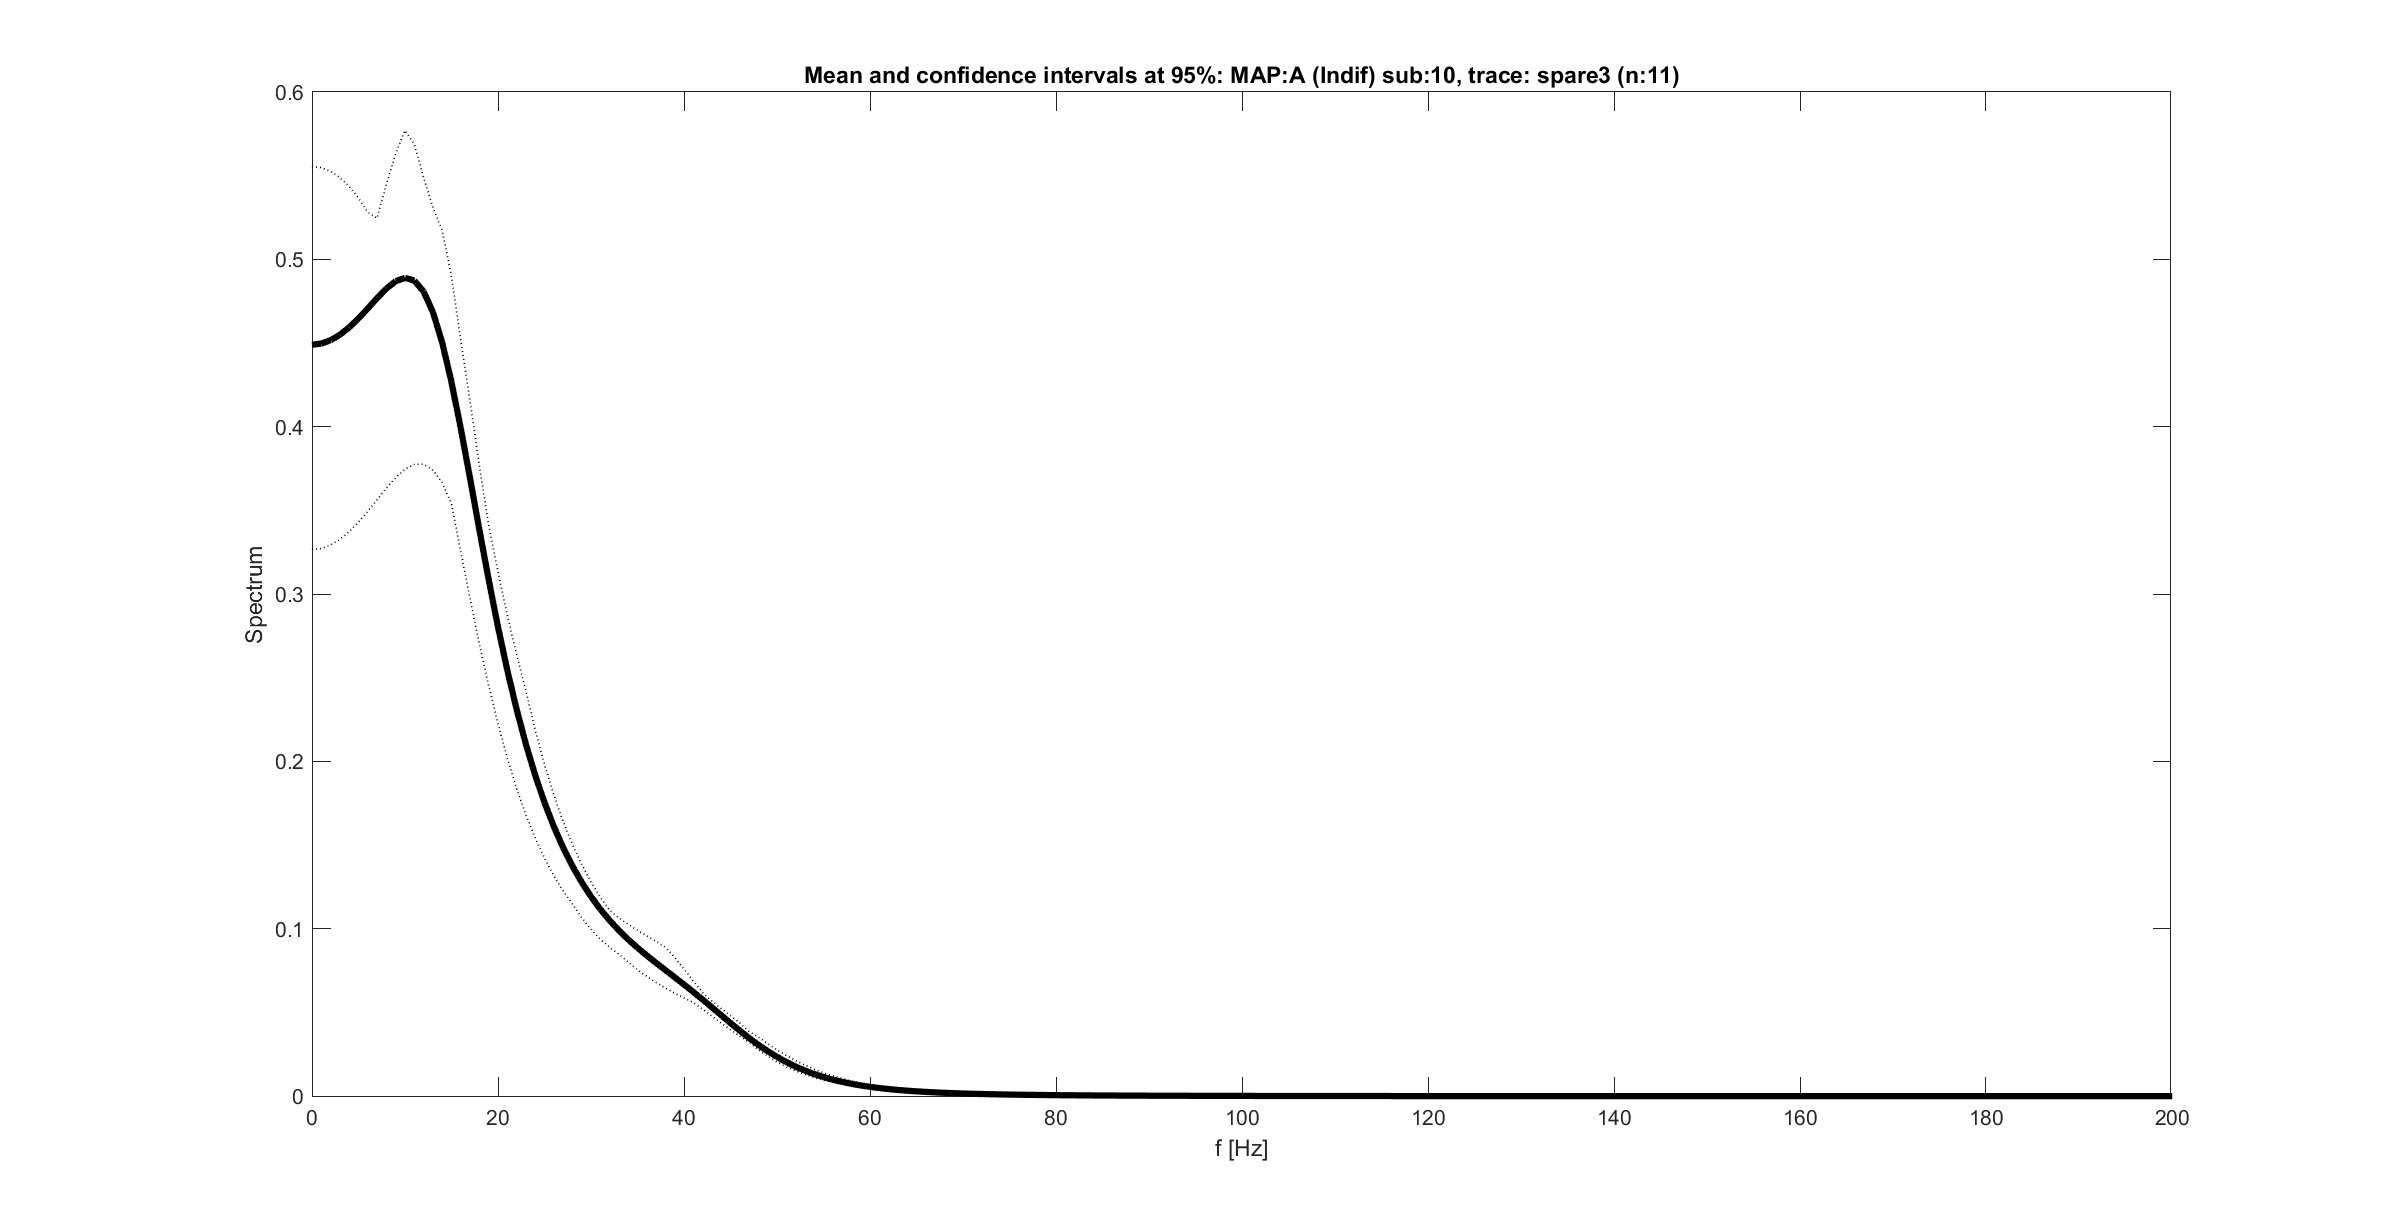 Mean and confidence intervals at 95%: MAP:A (Indif) sub:10, trace: spare3 (n:11)
0.6
0.5
0.4
0.3
0.2
0.1
0
Spectrum
0 20 40 60 80 100 120 140 160 180 200
f [Hz]